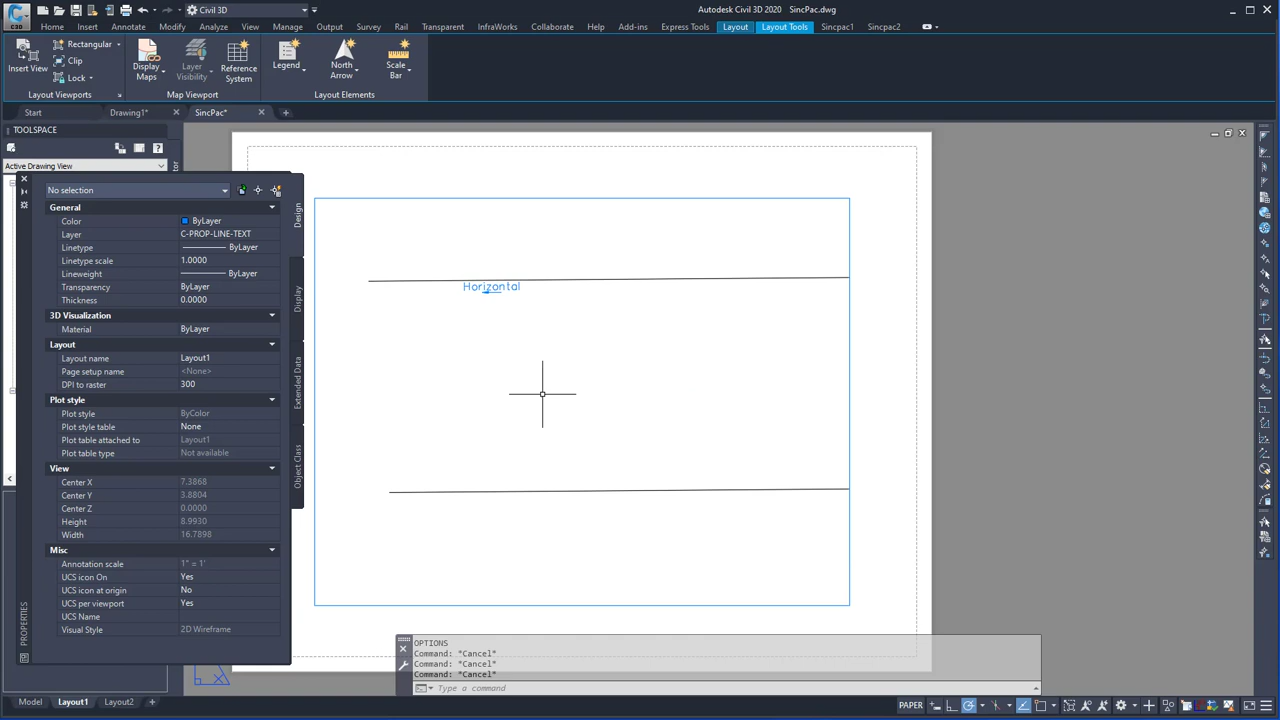 C3D
Civil 3D
Autodesk Civil 3D 2020 SincPac.dwg
Home Insert Annotate Modify Analyze View Manage Output Survey Rail Transparent InfraWorks Collaborate Help Add-ins Express Tools Layout Layout Tools Sincpac1 Sincpac2
Insert View
Rectangular
Clip
Lock
Display Maps
Layer Visibility
Reference System
Legend
North Arrow
Scale Bar
Layout Viewports Map Viewport Layout Elements
Start Drawing1* SincPac*
TOOLSPACE
Active Drawing View
No selection
General
Color ByLayer
Layer C-PROP-LINE-TEXT
Linetype ByLayer
Linetype scale 1.0000
Lineweight ByLayer
Transparency ByLayer
Thickness 0.0000
3D Visualization
Material ByLayer
Layout
Layout name Layout1
Page setup name <None>
DPI to raster 300
Plot style
Plot style ByColor
Plot style table None
Plot table attached to Layout1
Plot table type Not available
View
Center X 7.3868
Center Y 3.8804
Center Z 0.0000
Height 8.9930
Width 16.7898
Misc
Annotation scale 1" = 1'
UCS icon On Yes
UCS icon at origin No
UCS per viewport Yes
UCS Name
Visual Style 2D Wireframe
PROPERTIES
Design
Display
Extended Data
Object Class
Horizontal
OPTIONS
Command: *Cancel*
Command: *Cancel*
Command: *Cancel*
Type a command
Model Layout1 Layout2
PAPER